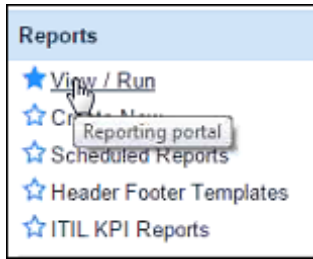 Reports
View / Run
Reporting portal
Scheduled Reports
Header Footer Templates
ITIL KPI Reports